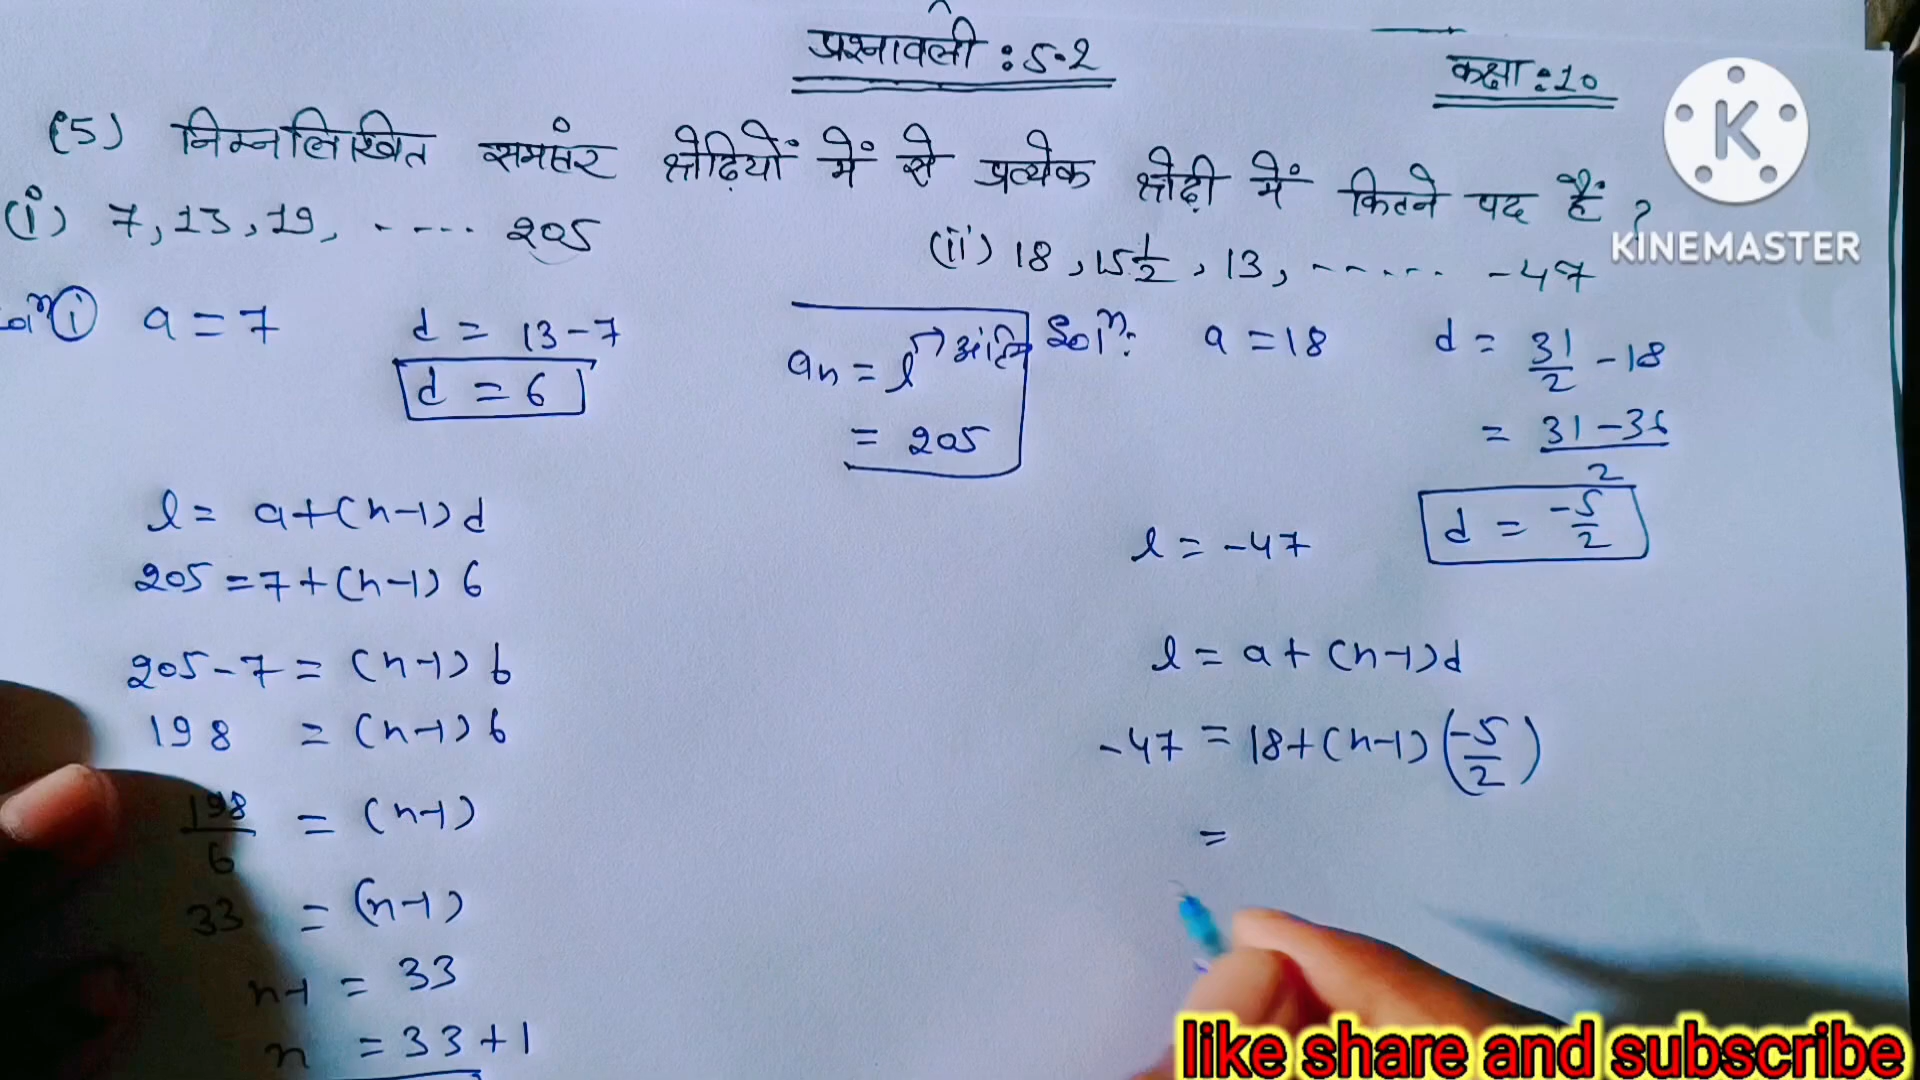 प्रश्नावली : 5.2
कक्षा : 10
(5) निम्नलिखित समांतर श्रेढ़ियों में से प्रत्येक श्रेढ़ी में कितने पद हैं ?
(i) 7, 13, 19, ..... 205
(ii) 18, 15 1/2, 13, ...... -47
KINEMASTER
K
(i) a = 7
d = 13 - 7
d = 6
an = l →
= 205
Solⁿ: a = 18
d = 31/2 - 18
= 31 - 36 / 2
d = -5/2
l = -47
l = a + (n-1)d
205 = 7 + (n-1) 6
205 - 7 = (n-1) 6
198 = (n-1) 6
198/6 = (n-1)
33 = (n-1)
n-1 = 33
n = 33 + 1
l = a + (n-1)d
-47 = 18 + (n-1) (-5/2)
=
like share and subscribe